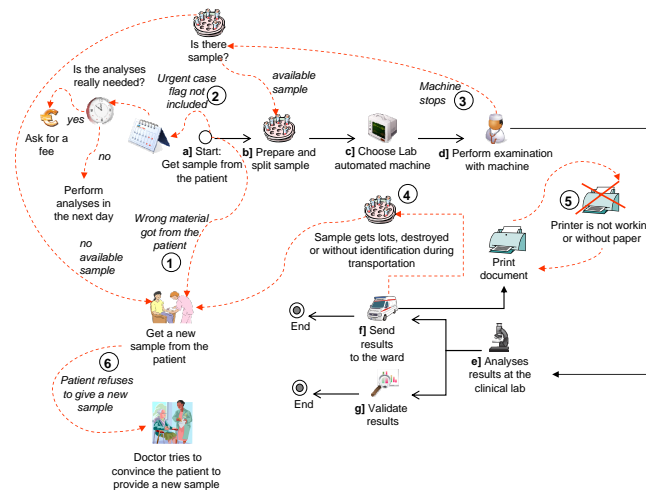 Is there
sample?
Is the analyses
really needed?
Urgent case
flag not
included
2
available
sample
Machine
stops
3
yes
Ask for a
fee
no
Perform
analyses in
the next day
a] Start:
Get sample from
the patient
b] Prepare and
split sample
c] Choose Lab
automated machine
d] Perform examination
with machine
4
5
Wrong material
got from the
patient
1
Sample gets lots, destroyed
or without identification during
transportation
Printer is not workin
or without paper
Print
document
no
available
sample
End
f] Send
results
to the ward
e] Analyses
results at the
clinical lab
Get a new
sample from the
patient
6
Patient refuses
to give a new
sample
End
g] Validate
results
Doctor tries to
convince the patient to
provide a new sample